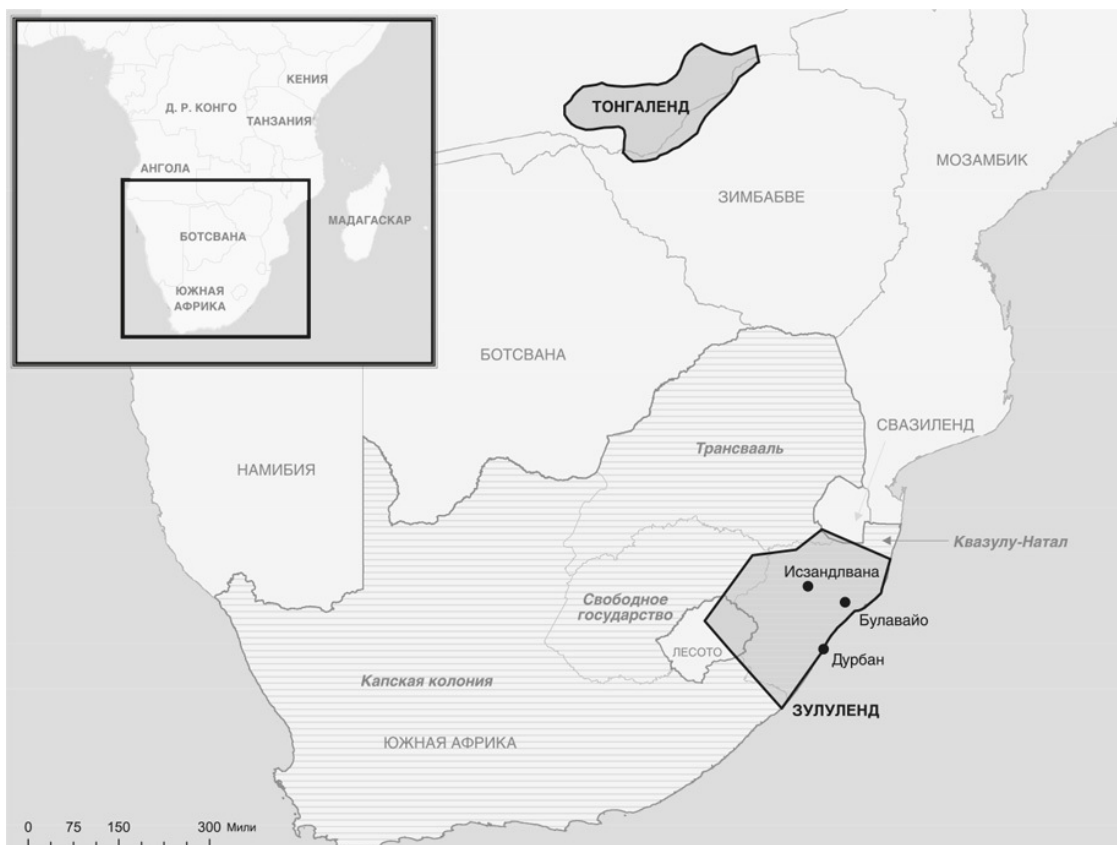 КЕНИЯ
Д. Р. КОНГО
ТАНЗАНИЯ
АНГОЛА
МАДАГАСКАР
БОТСВАНА
ЮЖНАЯ
АФРИКА
ТОНГАЛЕНД
МОЗАМБИК
ЗИМБАБВЕ
БОТСВАНА
СВАЗИЛЕНД
Трансвааль
НАМИБИЯ
Квазулу-Натал
Исзандлвана
Свободное
государство
Булавайо
ЛЕСОТО
Дурбан
Капская колония
ЗУЛУЛЕНД
ЮЖНАЯ АФРИКА
0 75 150 300 Мили